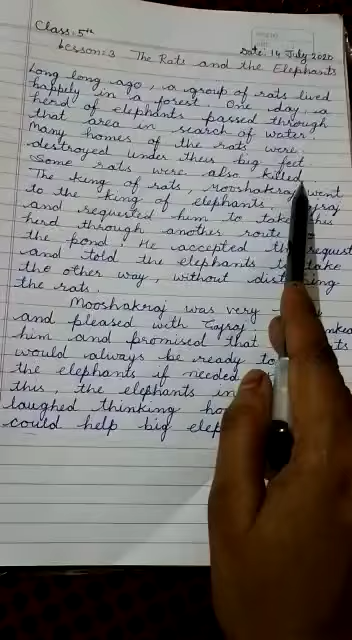 Class: 5th
Date: 14 July 2020
Lesson: 3 The Rats and the Elephants
Long long ago, a group of rats lived
happily in a forest. One day, a
herd of elephants passed through
that area in search of water.
Many homes of the rats were
destroyed under their big feet.
Some rats were also killed.
The king of rats, Mooshakraj went
to the king of elephants,
and requested him to take his
herd through another route
the pond. He accepted the request
and told the elephants to take
the other way, without
the rats.
Mooshakraj was very
and pleased with Gajraj
him and promised that
would always be ready to
the elephants if needed
this, the elephants in
laughed thinking
could help big